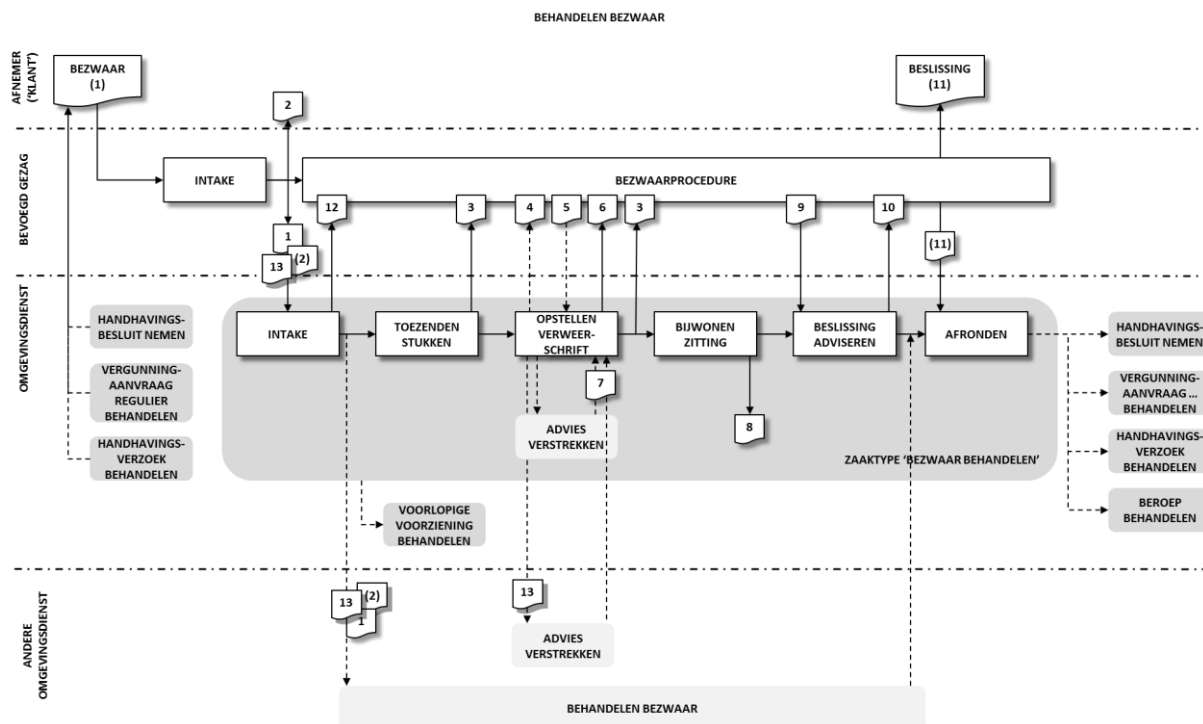 BEHANDELEN BEZWAAR
AFNEMER
('KLANT')
BEZWAAR
(1)
2
BESLISSING
(11)
BEVOEGD GEZAG
INTAKE
BEZWAARPROCEDURE
12
3
4
5
6
3
9
10
1
(2)
13
(11)
OMGEVINGSDIENST
HANDHAVINGS-
BESLUIT NEMEN
VERGUNNING-
AANVRAAG
REGULIER
BEHANDELEN
HANDHAVINGS-
VERZOEK
BEHANDELEN
INTAKE
TOEZENDEN
STUKKEN
OPSTELLEN
VERWEER-
SCHRIFT
BIJWONEN
ZITTING
BESLISSING
ADVISEREN
AFRONDEN
7
8
ADVIES
VERSTREKKEN
ZAAKTYPE 'BEZWAAR BEHANDELEN'
VOORLOPIGE
VOORZIENING
BEHANDELEN
HANDHAVINGS-
BESLUIT NEMEN
VERGUNNING-
AANVRAAG ...
BEHANDELEN
HANDHAVINGS-
VERZOEK
BEHANDELEN
BEROEP
BEHANDELEN
ANDERE
OMGEVINGSDIENST
13
(2)
1
13
ADVIES
VERSTREKKEN
BEHANDELEN BEZWAAR